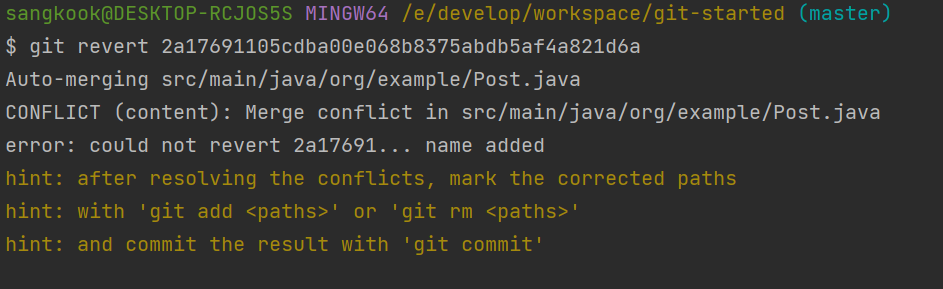 sangkook@DESKTOP-RCJOS5S MINGW64 /e/develop/workspace/git-started (master)
$ git revert 2a17691105cdba00e068b8375abdb5af4a821d6a
Auto-merging src/main/java/org/example/Post.java
CONFLICT (content): Merge conflict in src/main/java/org/example/Post.java
error: could not revert 2a17691... name added
hint: after resolving the conflicts, mark the corrected paths
hint: with 'git add <paths>' or 'git rm <paths>'
hint: and commit the result with 'git commit'